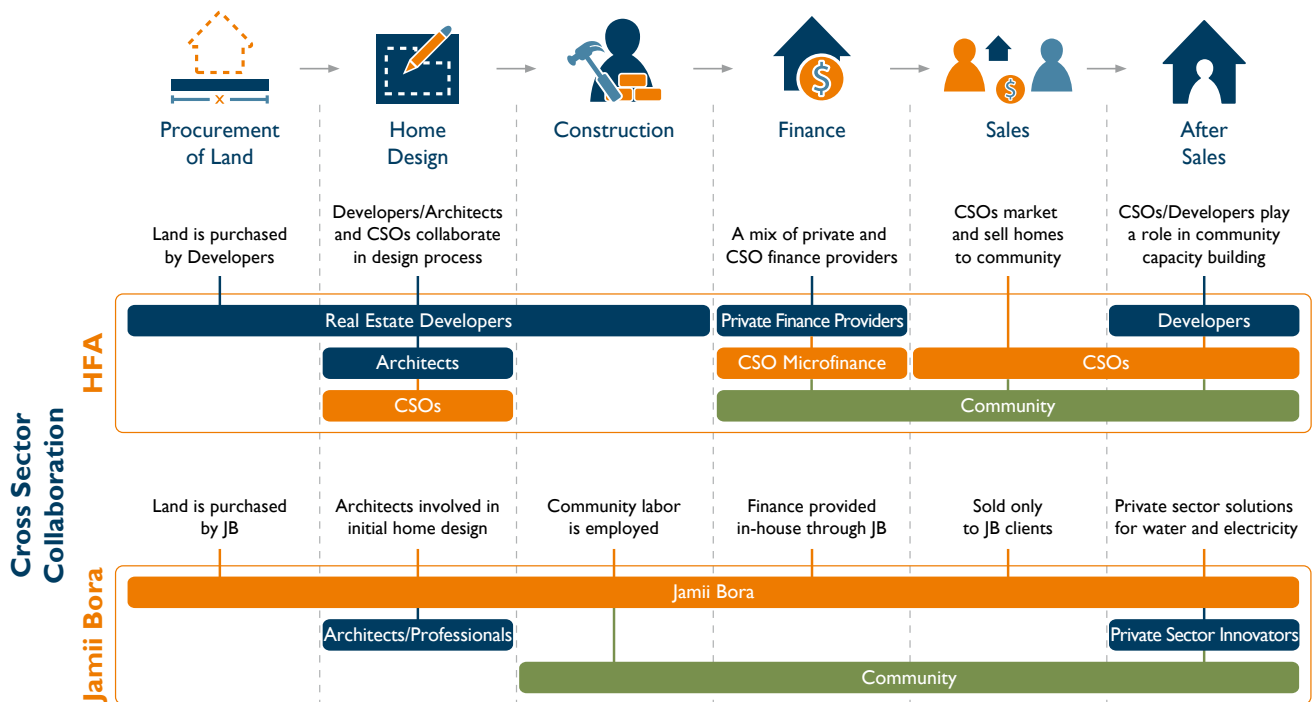 x
$
$
Procurement
of Land
Home
Design
Construction
Finance
Sales
After
Sales
Land is purchased
by Developers
Developers/Architects
and CSOs collaborate
in design process
A mix of private and
CSO finance providers
CSOs market
and sell homes
to community
CSOs/Developers play
a role in community
capacity building
Cross Sector
Collaboration
HFA
Real Estate Developers
Private Finance Providers
Developers
Architects
CSO Microfinance
CSOs
CSOs
Community
Land is purchased
by JB
Architects involved in
initial home design
Community labor
is employed
Finance provided
in-house through JB
Sold only
to JB clients
Private sector solutions
for water and electricity
Jamii Bora
Jamii Bora
Architects/Professionals
Private Sector Innovators
Community